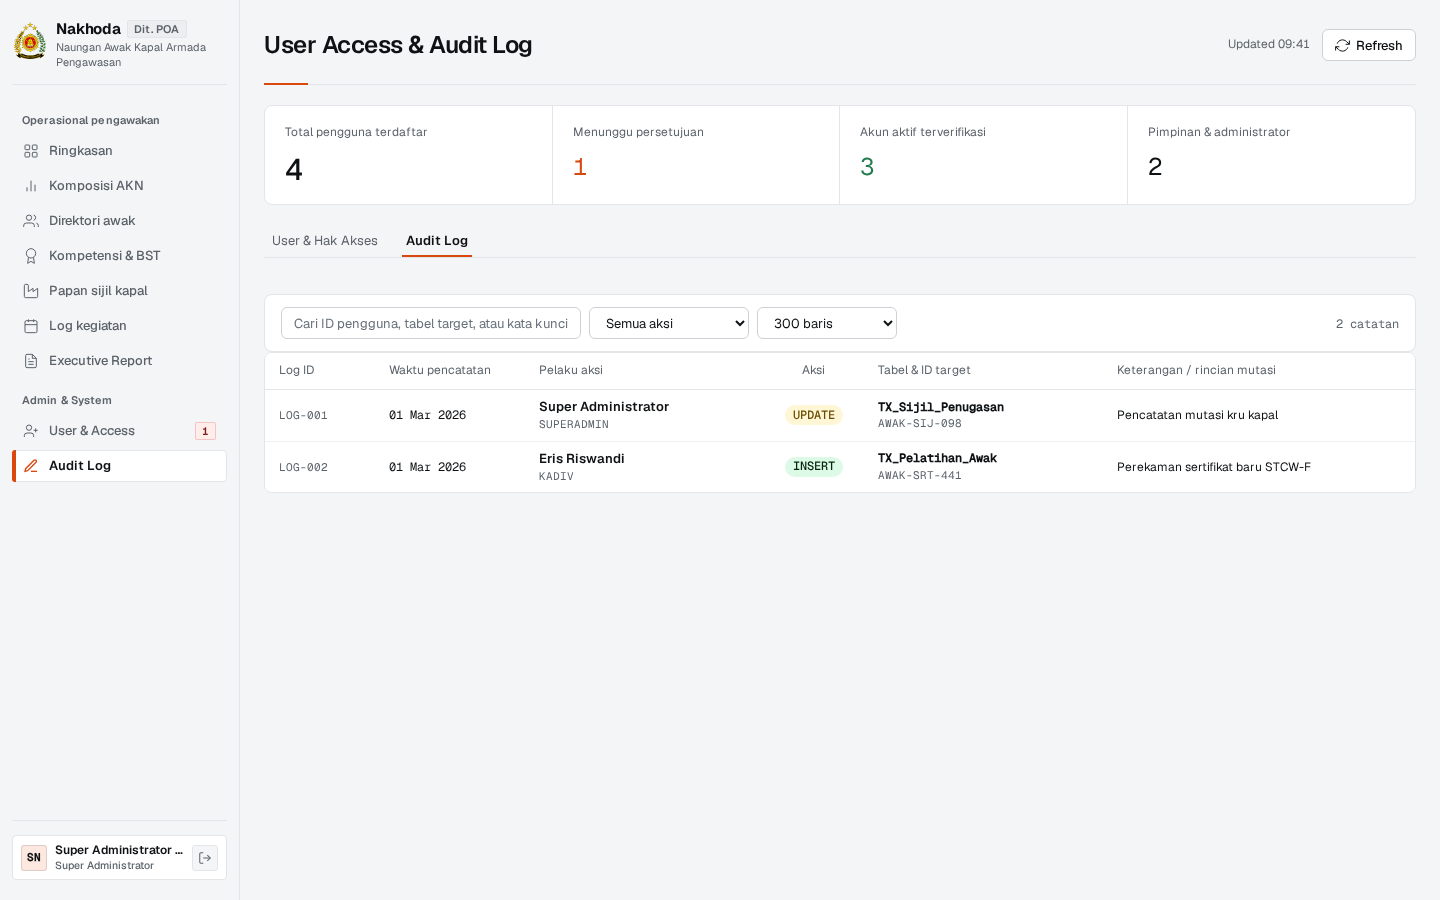 Nakhoda Dit. POA
Naungan Awak Kapal Armada
Pengawasan
Operasional pengawakan
Ringkasan
Komposisi AKN
Direktori awak
Kompetensi & BST
Papan sijil kapal
Log kegiatan
Executive Report
Admin & System
User & Access 1
Audit Log
SN
Super Administrator ...
Super Administrator
User Access & Audit Log
Updated 09:41
Refresh
Total pengguna terdaftar
4
Menunggu persetujuan
1
Akun aktif terverifikasi
3
Pimpinan & administrator
2
User & Hak Akses
Audit Log
Cari ID pengguna, tabel target, atau kata kunci
Semua aksi
300 baris
2 catatan
Log ID Waktu pencatatan Pelaku aksi Aksi Tabel & ID target Keterangan / rincian mutasi
LOG-001 01 Mar 2026 Super Administrator UPDATE TX_Sijil_Penugasan Pencatatan mutasi kru kapal
SUPERADMIN AWAK-SIJ-098
LOG-002 01 Mar 2026 Eris Riswandi INSERT TX_Pelatihan_Awak Perekaman sertifikat baru STCW-F
KADIV AWAK-SRT-441